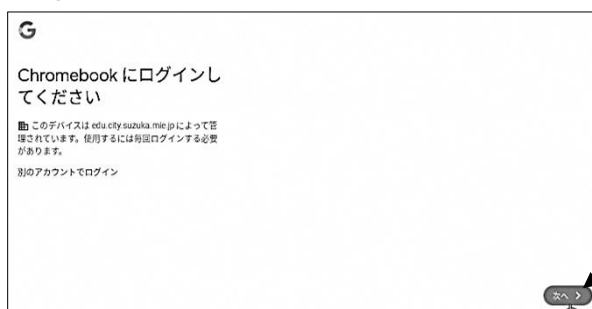 G
Chromebook にログインし
てください
このデバイスは edu.city.suzuka.mie.jp によって管
理されています。使用するには毎回ログインする必要
があります。
別のアカウントでログイン
次へ